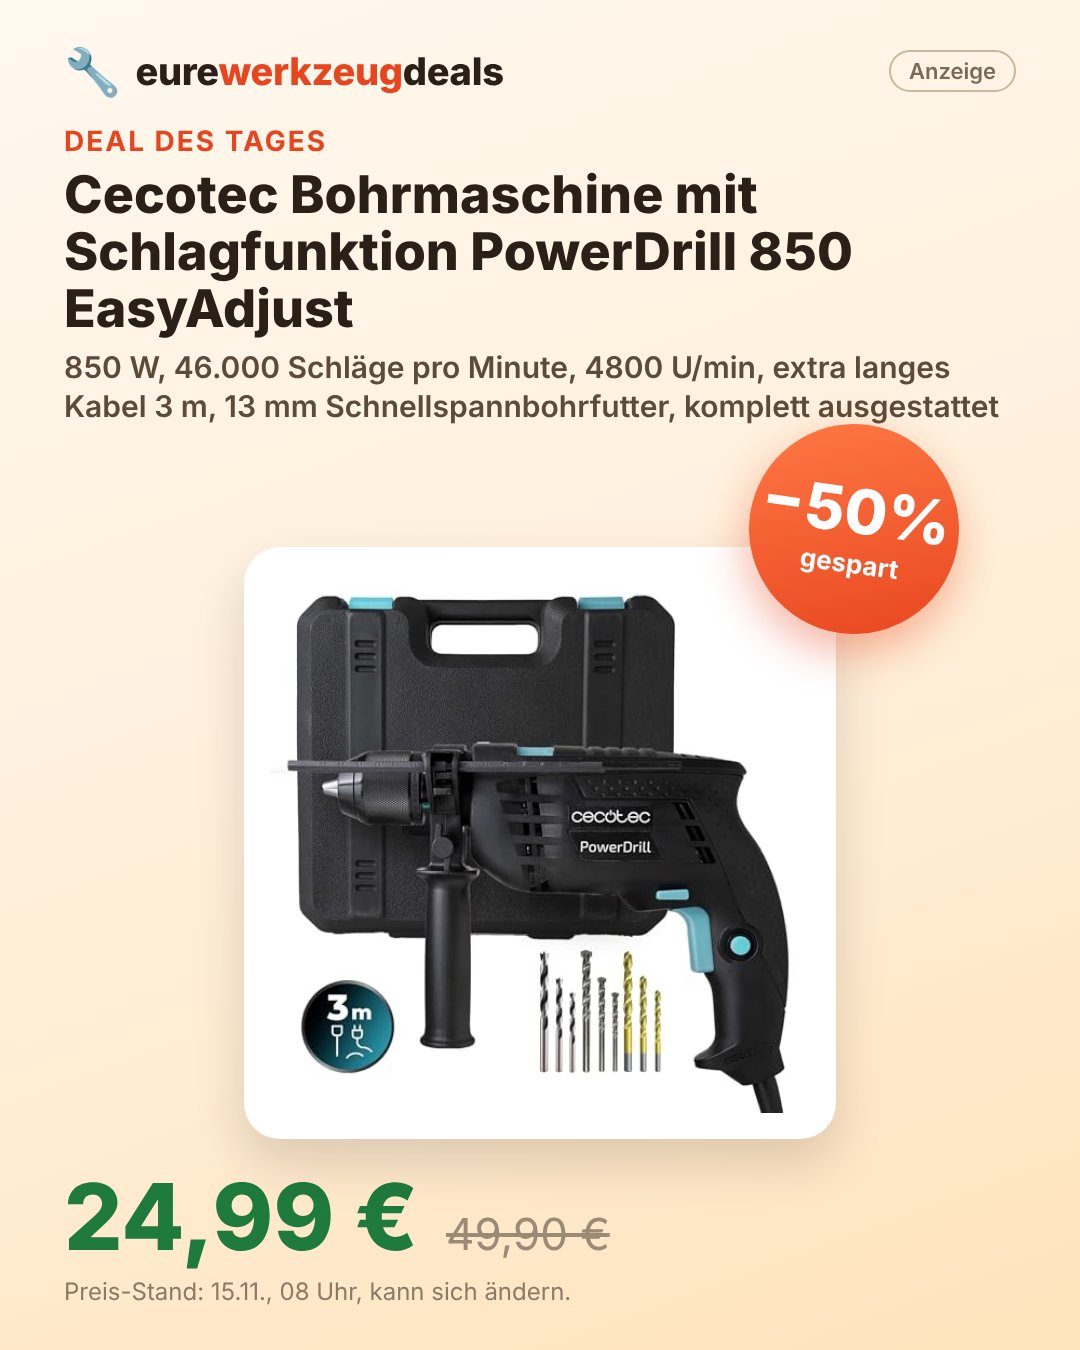 eurewerkzeugdeals
Anzeige
DEAL DES TAGES
Cecotec Bohrmaschine mit
Schlagfunktion PowerDrill 850
EasyAdjust
850 W, 46.000 Schläge pro Minute, 4800 U/min, extra langes
Kabel 3 m, 13 mm Schnellspannbohrfutter, komplett ausgestattet
−50%
gespart
cecotec
PowerDrill
3m
24,99 € 49,90 €
Preis-Stand: 15.11., 08 Uhr, kann sich ändern.